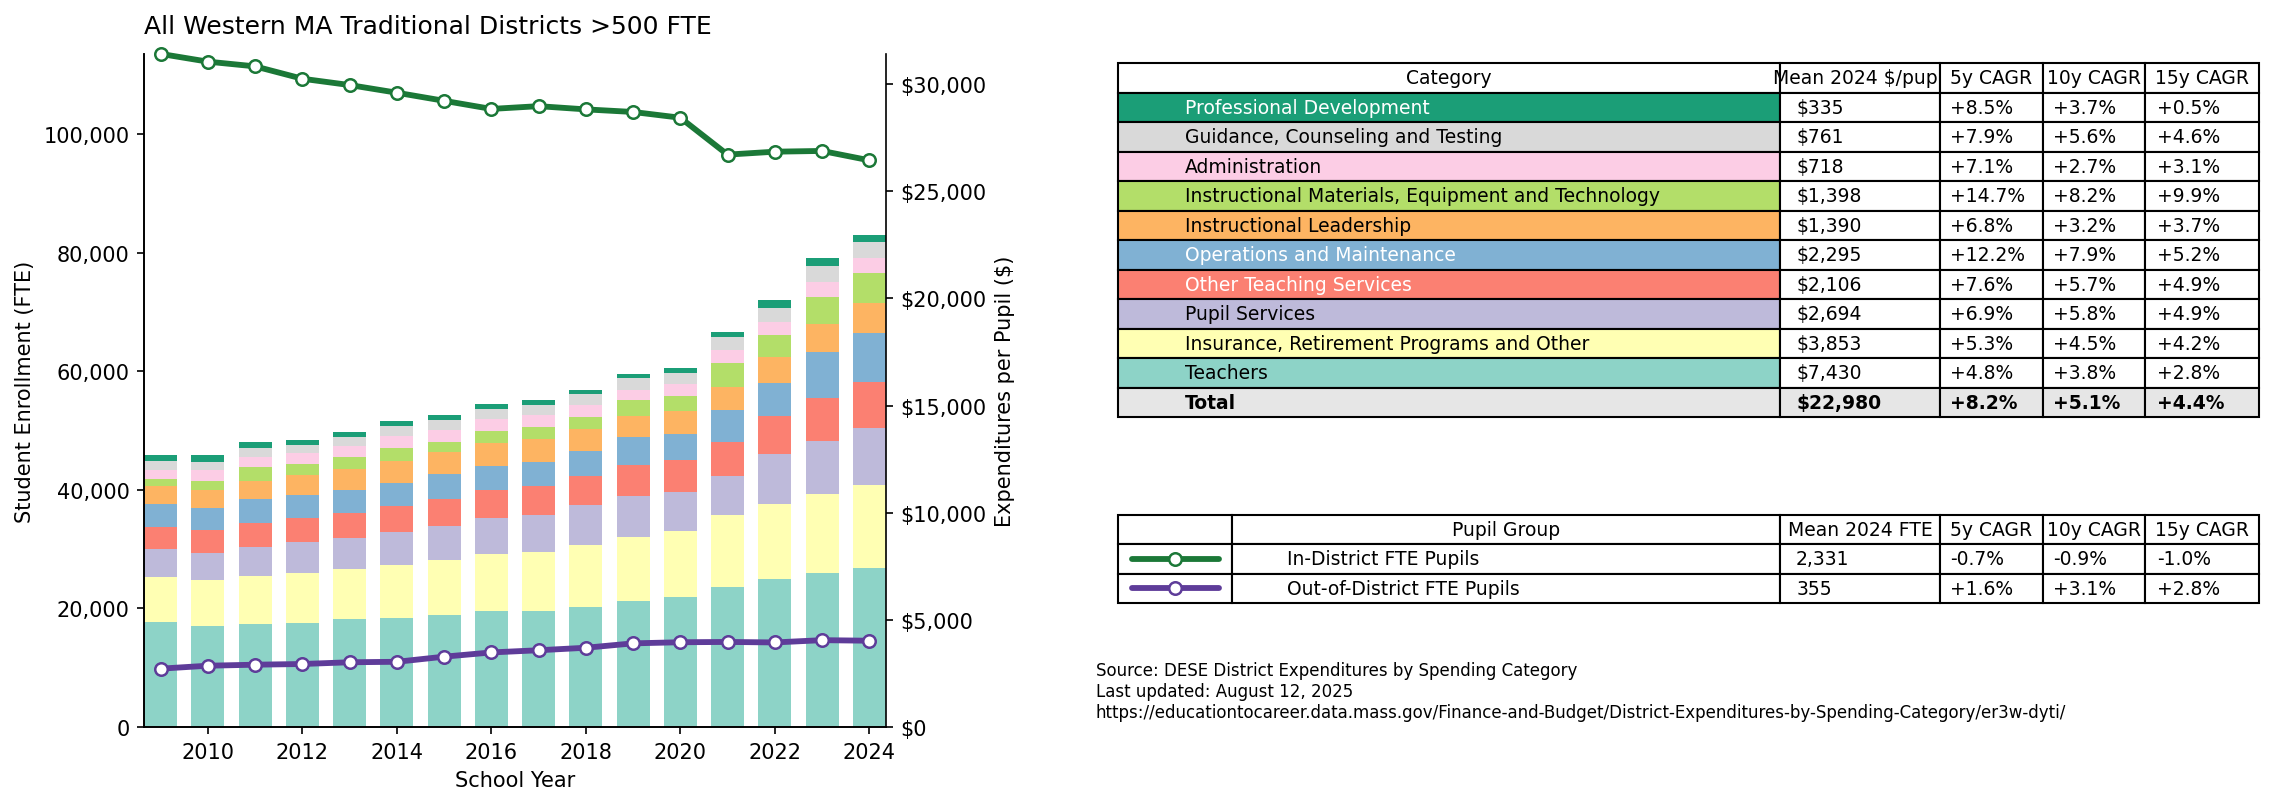 All Western MA Traditional Districts >500 FTE
Student Enrollment (FTE)
100,000
80,000
60,000
40,000
20,000
0
$30,000
$25,000
$20,000
$15,000
$10,000
$5,000
$0
Expenditures per Pupil ($)
2010 2012 2014 2016 2018 2020 2022 2024
School Year
Category Mean 2024 $/pup 5y CAGR 10y CAGR 15y CAGR
Professional Development $335 +8.5% +3.7% +0.5%
Guidance, Counseling and Testing $761 +7.9% +5.6% +4.6%
Administration $718 +7.1% +2.7% +3.1%
Instructional Materials, Equipment and Technology $1,398 +14.7% +8.2% +9.9%
Instructional Leadership $1,390 +6.8% +3.2% +3.7%
Operations and Maintenance $2,295 +12.2% +7.9% +5.2%
Other Teaching Services $2,106 +7.6% +5.7% +4.9%
Pupil Services $2,694 +6.9% +5.8% +4.9%
Insurance, Retirement Programs and Other $3,853 +5.3% +4.5% +4.2%
Teachers $7,430 +4.8% +3.8% +2.8%
Total $22,980 +8.2% +5.1% +4.4%
Pupil Group Mean 2024 FTE 5y CAGR 10y CAGR 15y CAGR
In-District FTE Pupils 2,331 -0.7% -0.9% -1.0%
Out-of-District FTE Pupils 355 +1.6% +3.1% +2.8%
Source: DESE District Expenditures by Spending Category
Last updated: August 12, 2025
https://educationtocareer.data.mass.gov/Finance-and-Budget/District-Expenditures-by-Spending-Category/er3w-dyti/